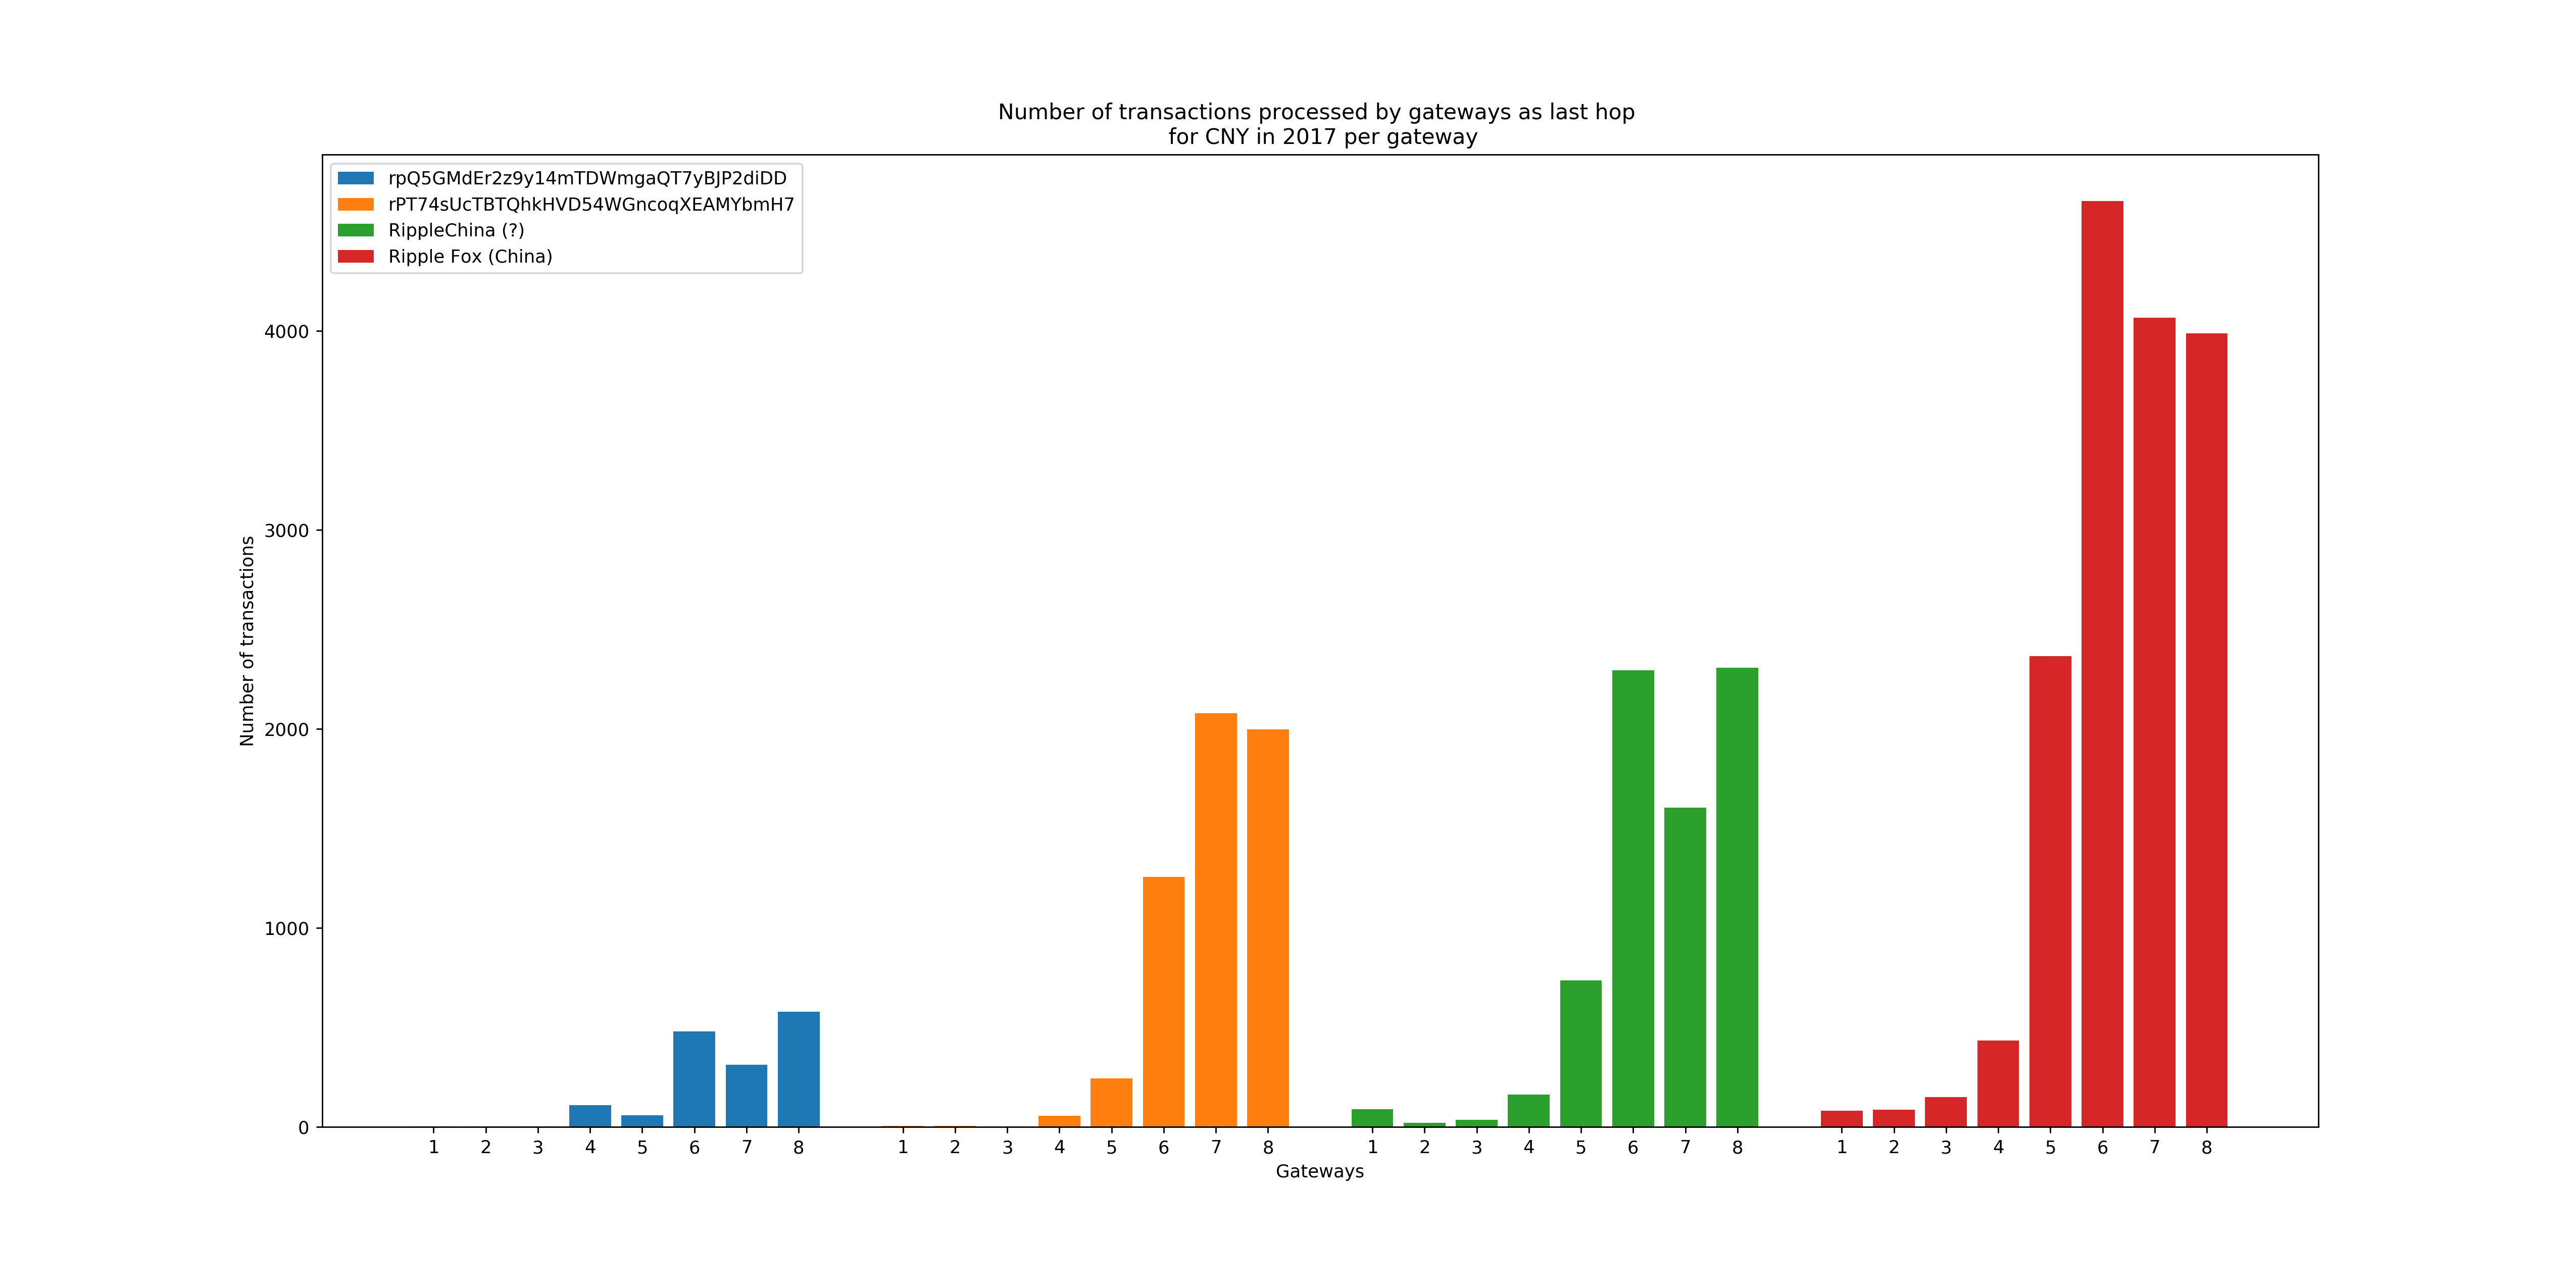 Number of transactions processed by gateways as last hop
for CNY in 2017 per gateway
rpQ5GMdEr2z9y14mTDWmgaQT7yBJP2diDD
rPT74sUcTBTQhkHVD54WGncoqXEAMYbmH7
RippleChina (?)
Ripple Fox (China)
Number of transactions
4000
3000
2000
1000
0
1 2 3 4 5 6 7 8 1 2 3 4 5 6 7 8 1 2 3 4 5 6 7 8 1 2 3 4 5 6 7 8
Gateways